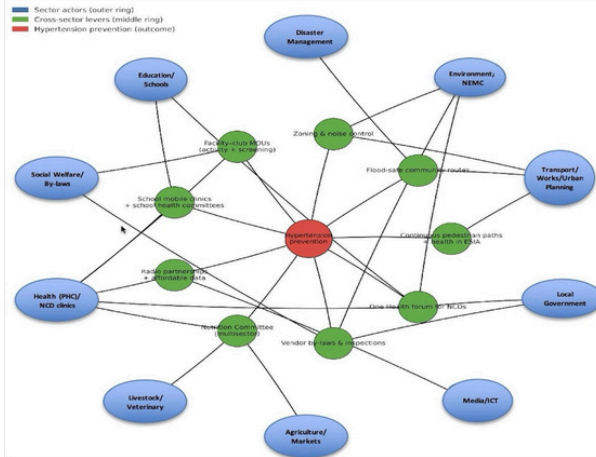 Sector actors (outer ring)
Cross-sector levers (middle ring)
Hypertension prevention (outcome)
Disaster
Management
Education/
Schools
Environment/
NEMC
Zoning & noise control
Facility-club MOUs
(activity + screening)
Flood-safe community routes
Social Welfare/
By-laws
Transport/
Works/Urban
Planning
School mobile clinics
+ school health committees
Hypertension
prevention
Continuous pedestrian paths
+ health in ESIA
Radio partnerships
+ affordable data
Health (PHC)/
NCD clinics
One Health forum for NCDs
Local
Government
Nutrition Committee
(multisector)
Vendor by-laws & inspections
Livestock/
Veterinary
Media/ICT
Agriculture/
Markets